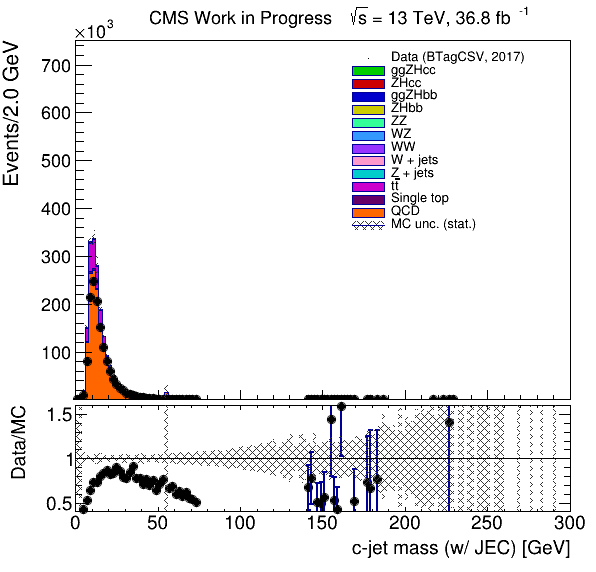 CMS Work in Progress √s = 13 TeV, 36.8 fb⁻¹
×10³
Events/2.0 GeV
700
600
500
400
300
200
100
Data (BTagCSV, 2017)
ggZHcc
ZHcc
ggZHbb
ZHbb
ZZ
WZ
WW
W + jets
Z + jets
tt̅
Single top
QCD
MC unc. (stat.)
Data/MC
1.5
1
0.5
0 50 100 150 200 250 300
c-jet mass (w/ JEC) [GeV]